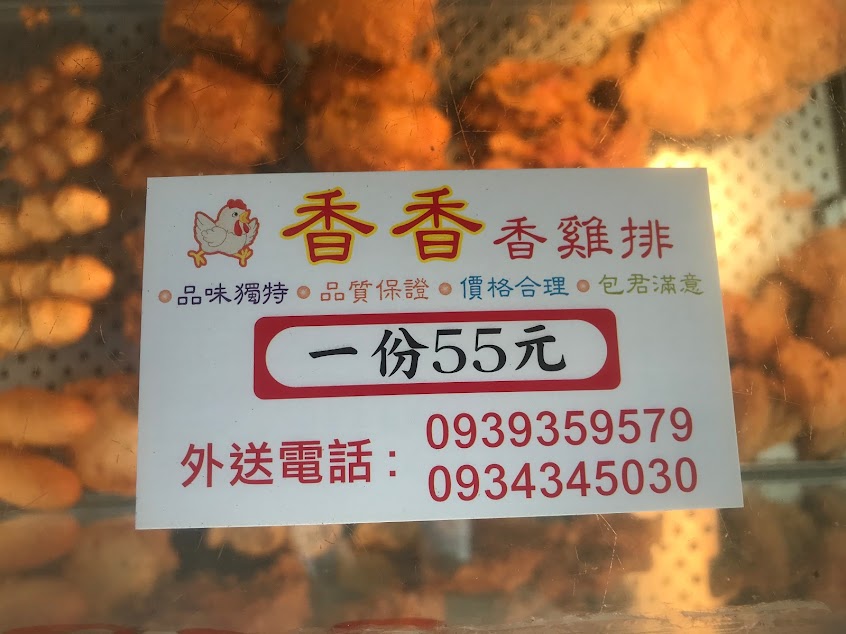 香香香雞排
品味獨特 品質保證 價格合理 包君滿意
一份55元
外送電話:
0939359579
0934345030